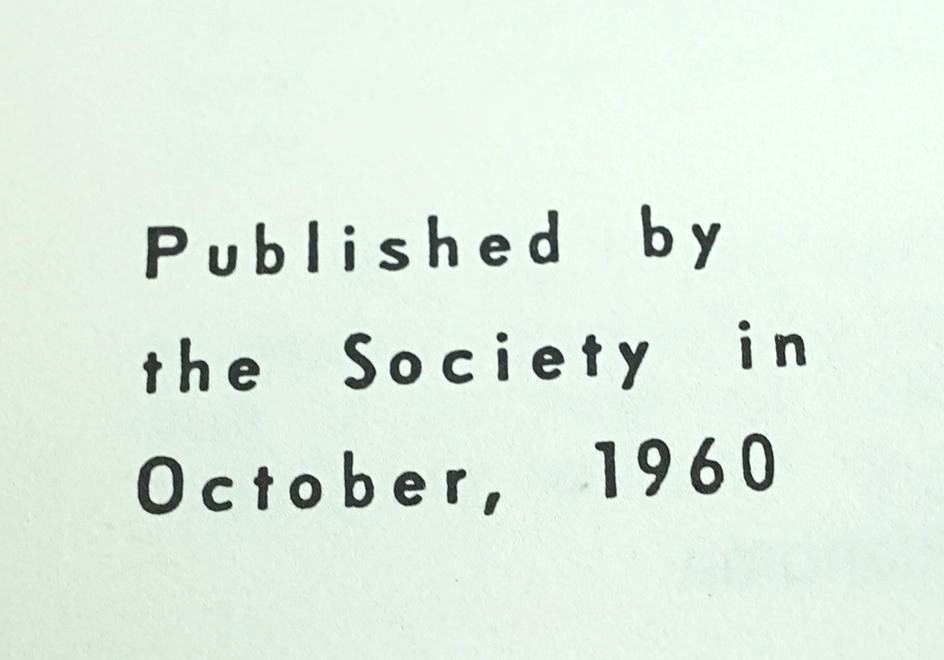 Published by
the Society in
October, 1960